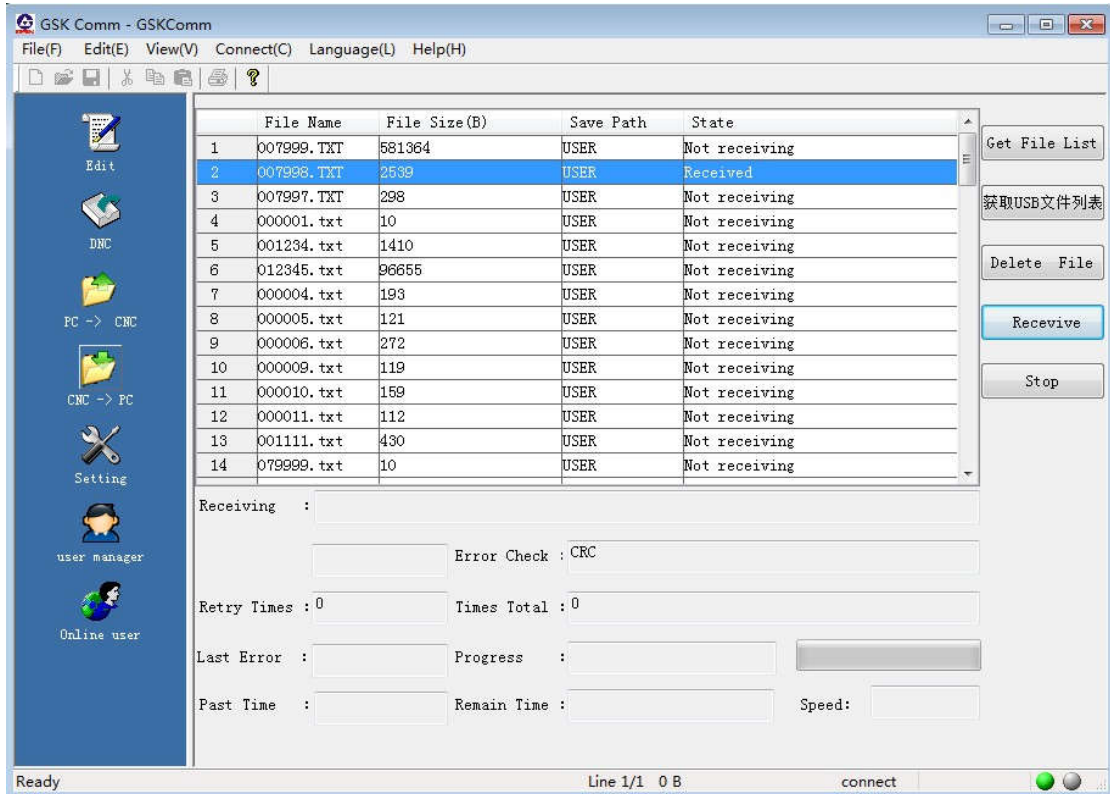 GSK Comm - GSKComm
File(F) Edit(E) View(V) Connect(C) Language(L) Help(H)
Edit
DNC
PC -> CNC
CNC -> PC
Setting
user manager
Online user
File Name File Size(B) Save Path State
1 007999.TXT 581364 USER Not receiving
2 007998.TXT 2539 USER Received
3 007997.TXT 298 USER Not receiving
4 000001.txt 10 USER Not receiving
5 001234.txt 1410 USER Not receiving
6 012345.txt 96655 USER Not receiving
7 000004.txt 193 USER Not receiving
8 000005.txt 121 USER Not receiving
9 000006.txt 272 USER Not receiving
10 000009.txt 119 USER Not receiving
11 000010.txt 159 USER Not receiving
12 000011.txt 112 USER Not receiving
13 001111.txt 430 USER Not receiving
14 079999.txt 10 USER Not receiving
Get File List
获取USB文件列表
Delete File
Recevive
Stop
Receiving :
Error Check : CRC
Retry Times : 0 Times Total : 0
Last Error : Progress :
Past Time : Remain Time : Speed:
Ready Line 1/1 0 B connect